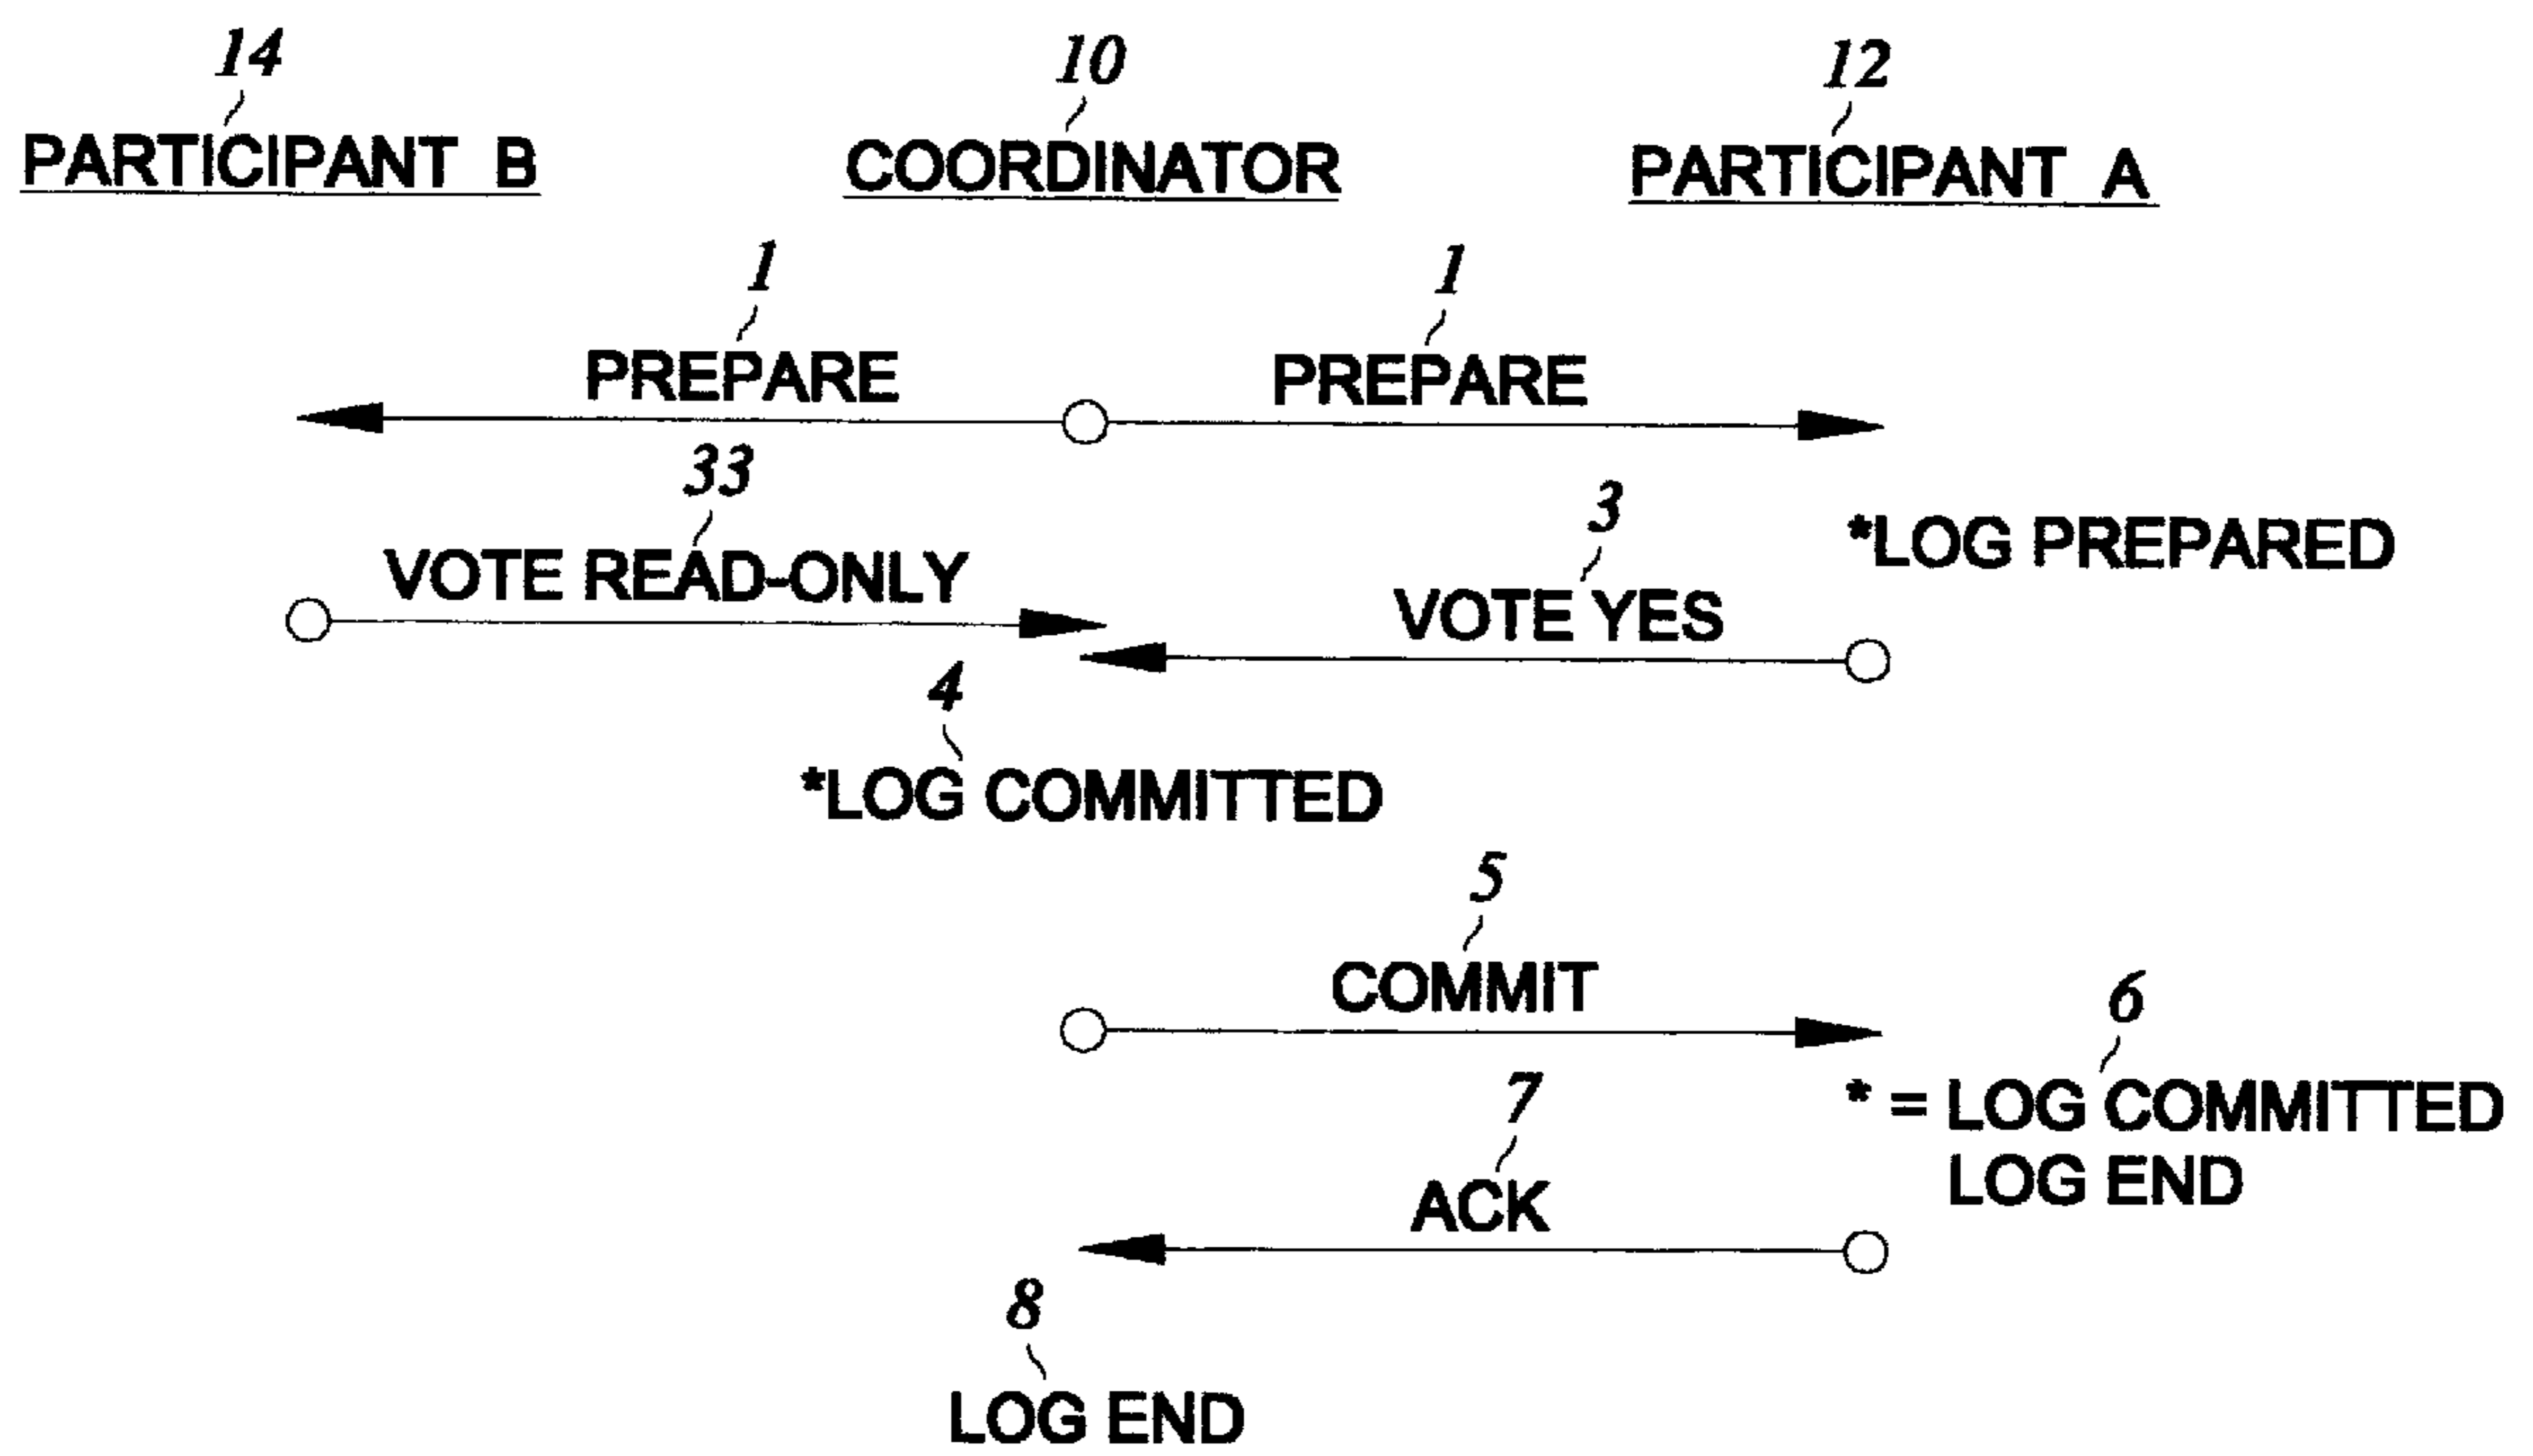 14
10
12
PARTICIPANT B
COORDINATOR
PARTICIPANT A
1
1
PREPARE
PREPARE
33
3
*LOG PREPARED
VOTE READ-ONLY
VOTE YES
4
*LOG COMMITTED
5
COMMIT
6
7
* = LOG COMMITTED
LOG END
ACK
8
LOG END